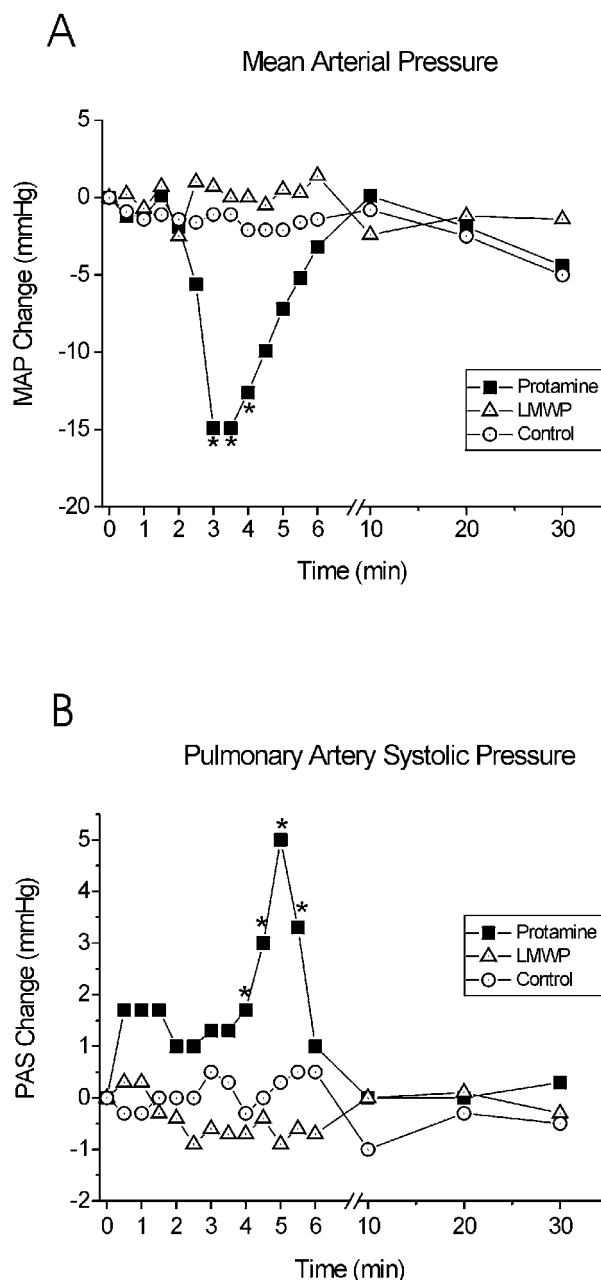 A
Mean Arterial Pressure
5
0
-5
-10
-15
-20
MAP Change (mmHg)
* * *
Protamine
LMWP
Control
0 1 2 3 4 5 6 10 20 30
Time (min)
B
Pulmonary Artery Systolic Pressure
5
4
3
2
1
0
-1
-2
PAS Change (mmHg)
* * * *
Protamine
LMWP
Control
0 1 2 3 4 5 6 10 20 30
Time (min)